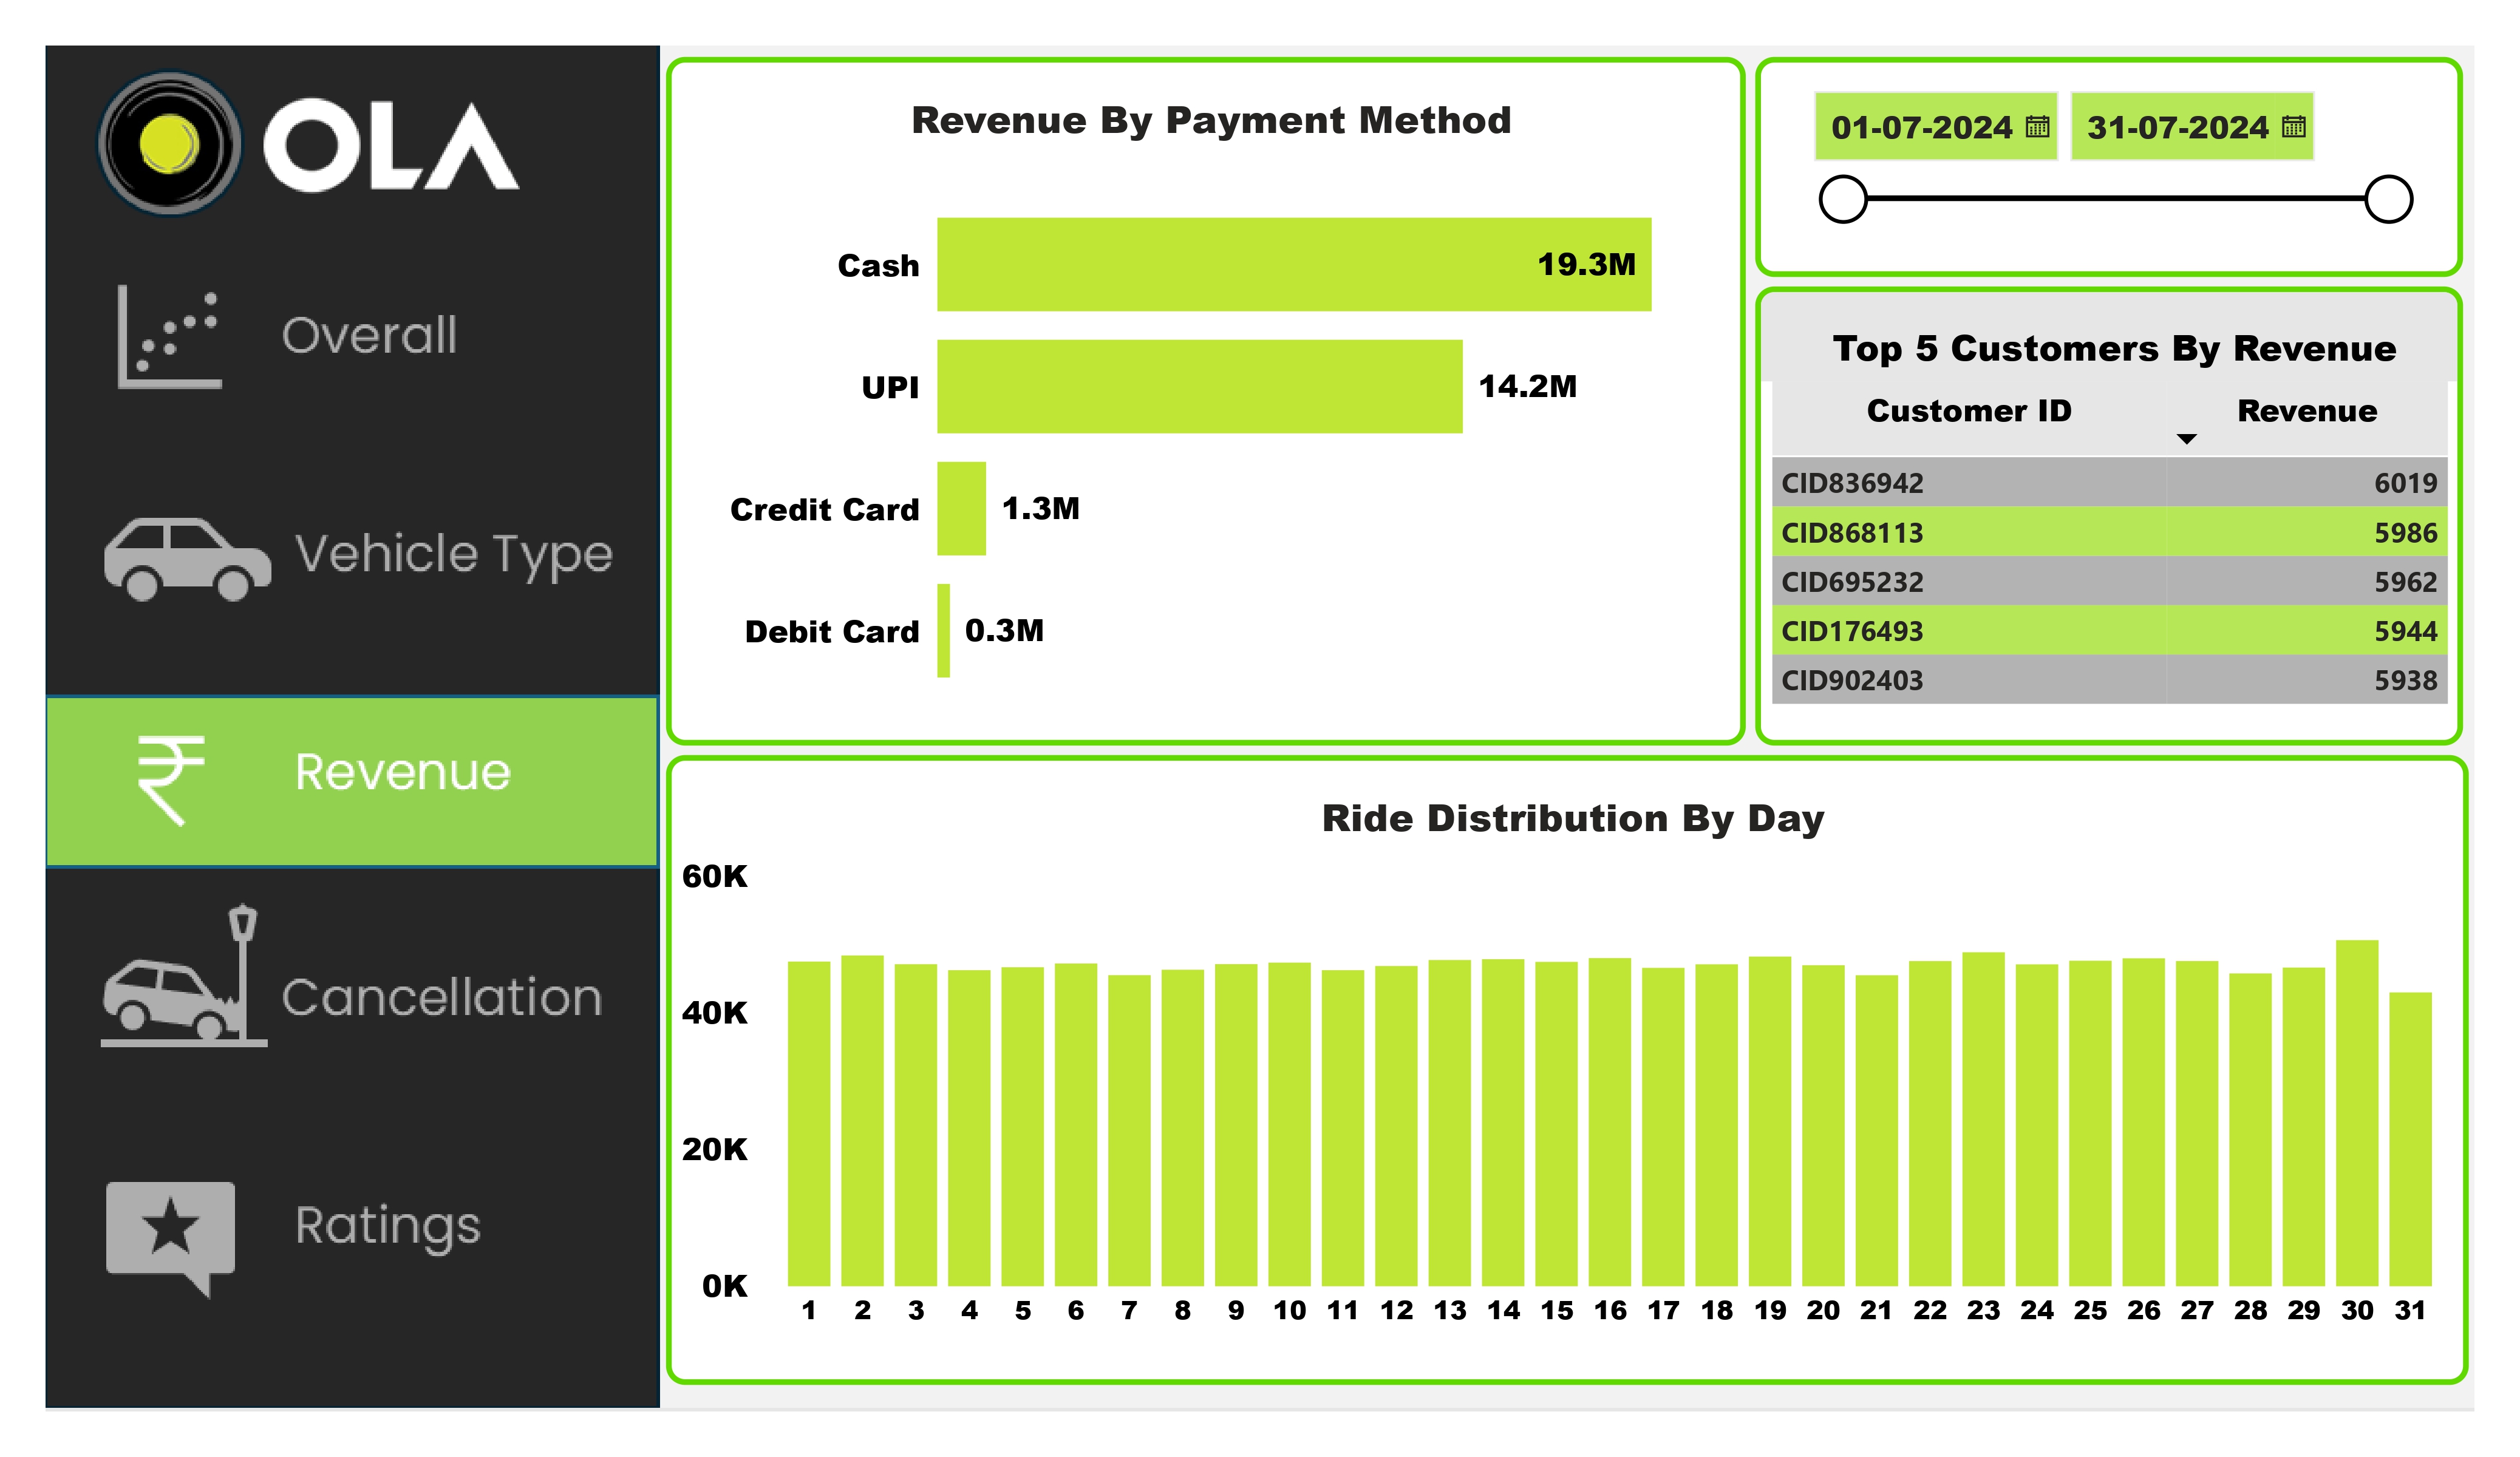 OLA
Overall
Vehicle Type
Revenue
Cancellation
Ratings
Revenue By Payment Method
Cash 19.3M
UPI 14.2M
Credit Card 1.3M
Debit Card 0.3M
01-07-2024 31-07-2024
Top 5 Customers By Revenue
Customer ID Revenue
CID836942 6019
CID868113 5986
CID695232 5962
CID176493 5944
CID902403 5938
Ride Distribution By Day
60K
40K
20K
0K
1 2 3 4 5 6 7 8 9 10 11 12 13 14 15 16 17 18 19 20 21 22 23 24 25 26 27 28 29 30 31